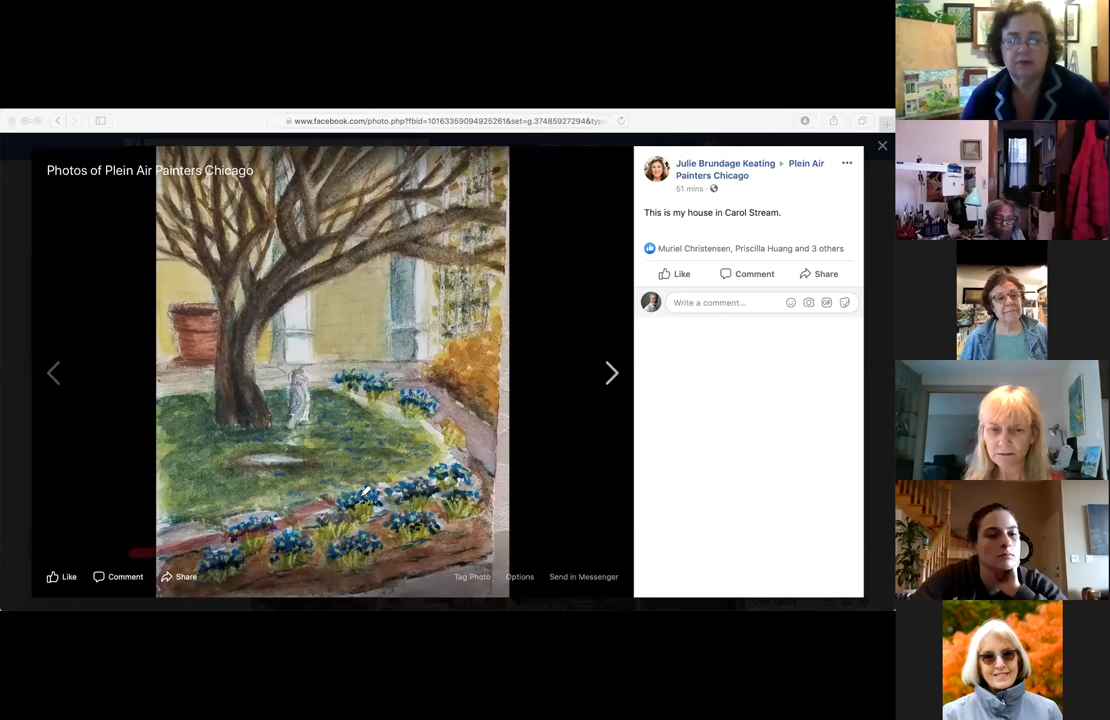 www.facebook.com/photo.php?fbid=10163359094925261&set=g.37485927294&typ
Photos of Plein Air Painters Chicago
Julie Brundage Keating ▸ Plein Air
Painters Chicago
51 mins ·
This is my house in Carol Stream.
Muriel Christensen, Priscilla Huang and 3 others
Like Comment Share
Write a comment...
GIF
Like Comment Share
Tag Photo Options Send in Messenger